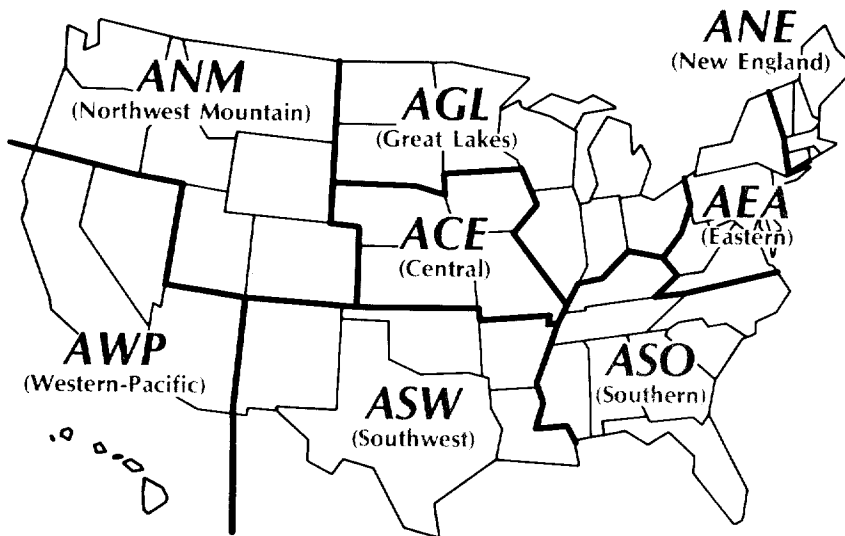 ANE
(New England)
ANM
(Northwest Mountain)
AGL
(Great Lakes)
AEA
(Eastern)
ACE
(Central)
AWP
(Western-Pacific)
ASW
(Southwest)
ASO
(Southern)